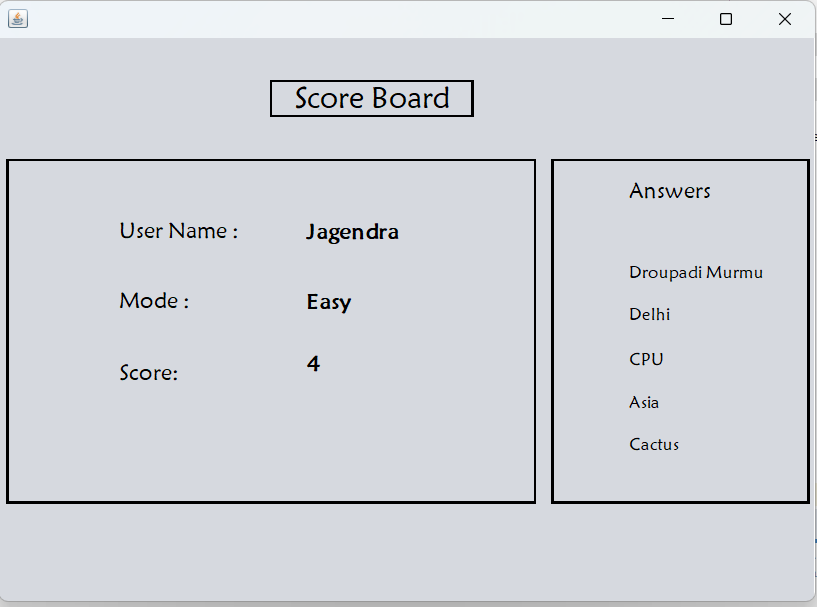 Score Board
User Name : Jagendra
Mode : Easy
Score: 4
Answers
Droupadi Murmu
Delhi
CPU
Asia
Cactus